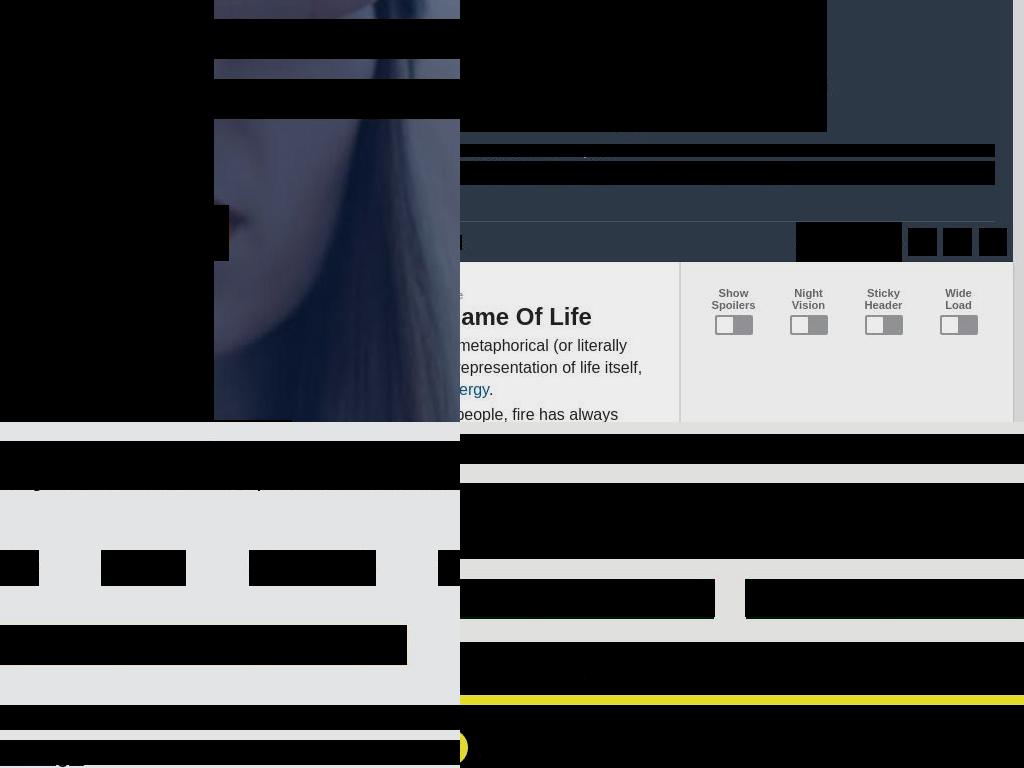 Show Spoilers
Night Vision
Sticky Header
Wide Load
ame Of Life
metaphorical (or literally
epresentation of life itself,
ergy.
people, fire has always